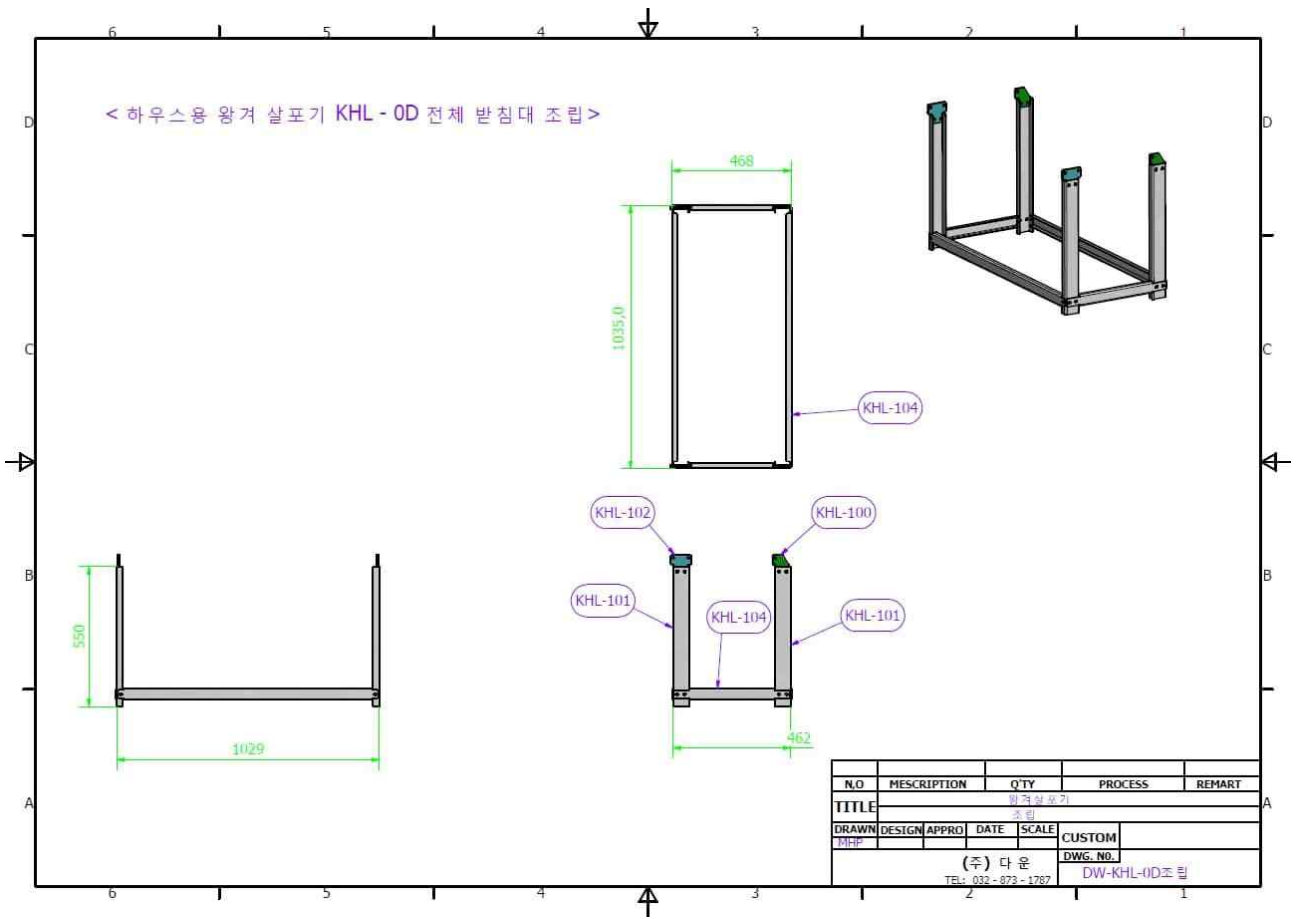 6 5 4 3 2 1
D D
< 하우스용 왕겨 살포기 KHL - 0D 전체 받침대 조립>
468
1035,0
C C
KHL-104
KHL-102 KHL-100
B B
KHL-101 KHL-104 KHL-101
550
1029
462
A A
N,O MESCRIPTION Q'TY PROCESS REMART
TITLE 왕겨살포기
조립
DRAWN DESIGN APPRO DATE SCALE CUSTOM
MHP
(주) 다 운 DWG. N0.
TEL: 032 - 873 - 1787 DW-KHL-0D조립
6 5 4 3 2 1